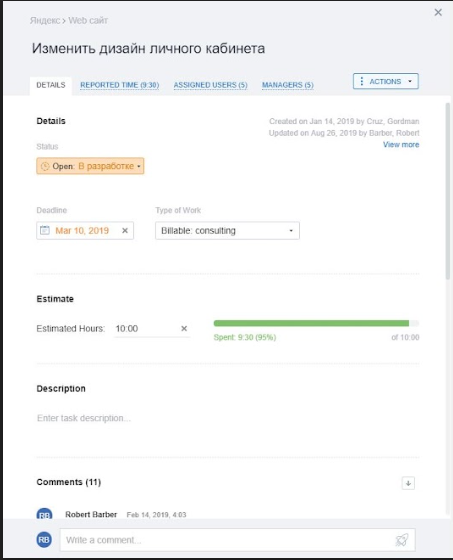 Яндекс › Web сайт
Изменить дизайн личного кабинета
DETAILS REPORTED TIME (9:30) ASSIGNED USERS (5) MANAGERS (5) ACTIONS
Details
Created on Jan 14, 2019 by Cruz, Gordman
Updated on Aug 26, 2019 by Barber, Robert
View more
Status
Open: В разработке
Deadline Type of Work
Mar 10, 2019 Billable: consulting
Estimate
Estimated Hours: 10:00
Spent: 9:30 (95%) of 10:00
Description
Enter task description...
Comments (11)
RB Robert Barber Feb 14, 2019, 4:03
RB Write a comment...